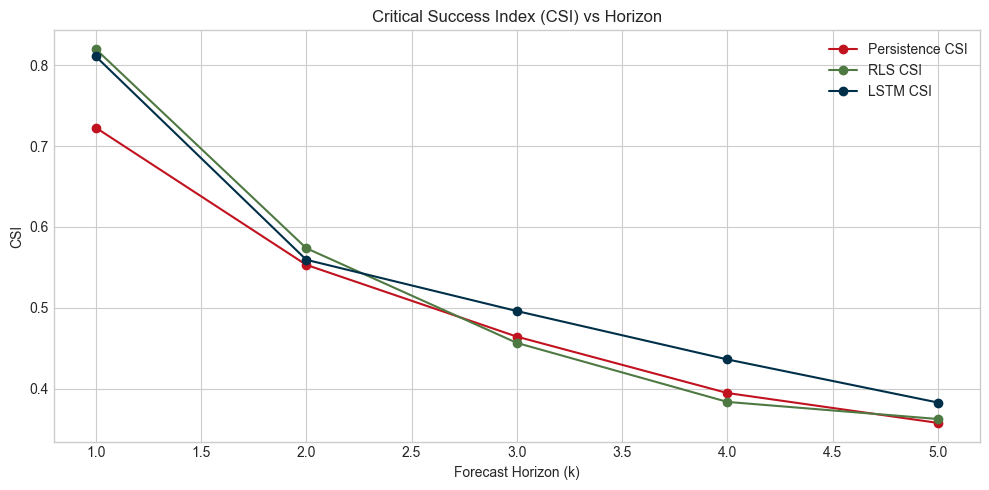 Critical Success Index (CSI) vs Horizon
Persistence CSI
RLS CSI
LSTM CSI
CSI
0.8
0.7
0.6
0.5
0.4
1.0 1.5 2.0 2.5 3.0 3.5 4.0 4.5 5.0
Forecast Horizon (k)